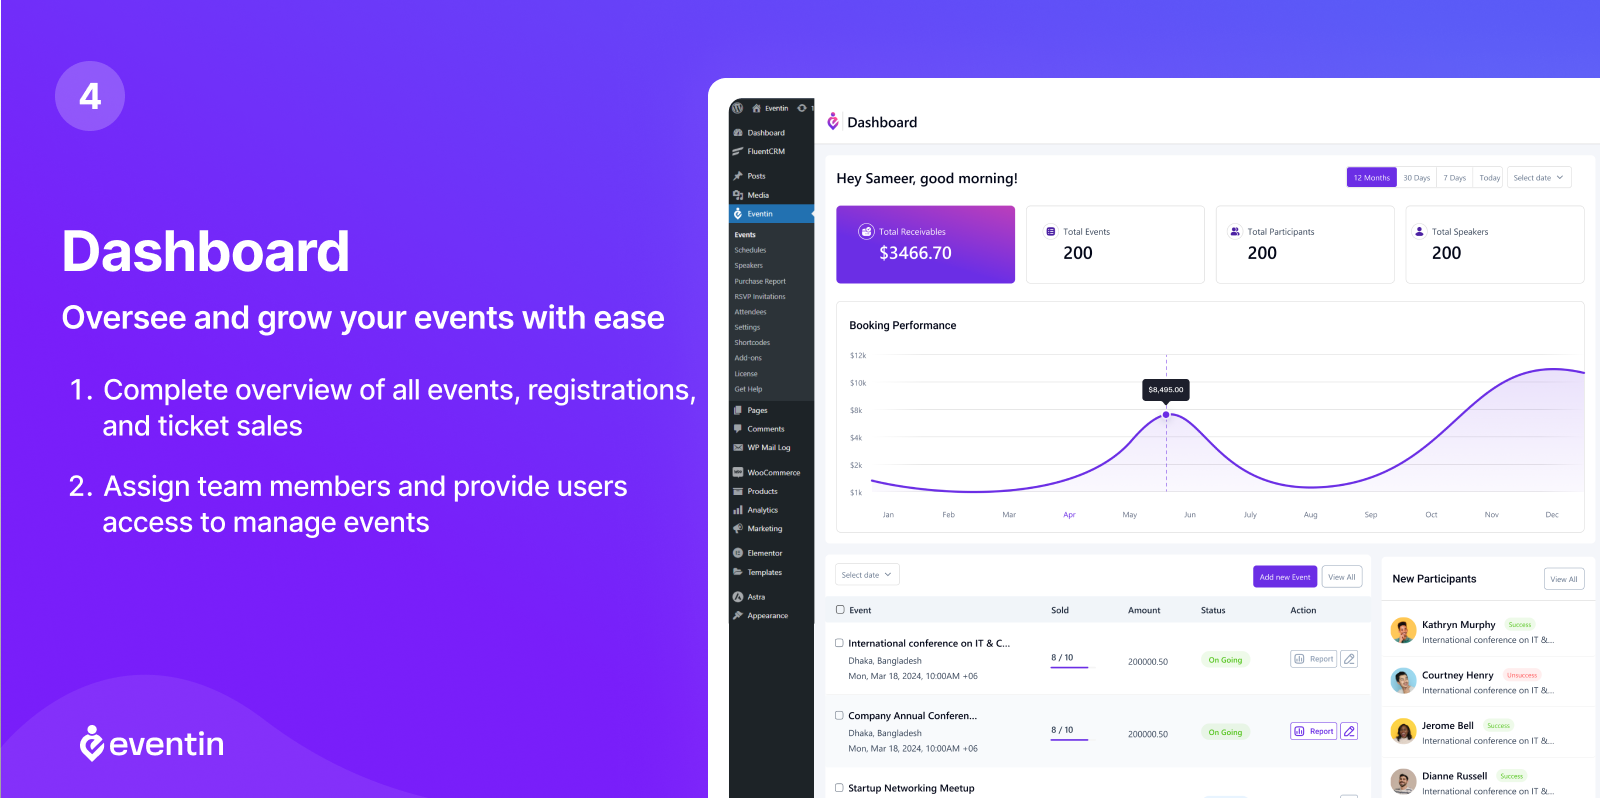 4
Dashboard
Oversee and grow your events with ease
1. Complete overview of all events, registrations,
and ticket sales
2. Assign team members and provide users
access to manage events
eventin
Eventin 1
Dashboard
FluentCRM
Posts
Media
Eventin
Events
Schedules
Speakers
Purchase Report
RSVP Invitations
Attendees
Settings
Shortcodes
Add-ons
License
Get Help
Pages
Comments
WP Mail Log
WooCommerce
Products
Analytics
Marketing
Elementor
Templates
Astra
Appearance
Dashboard
Hey Sameer, good morning!
12 Months 30 Days 7 Days Today Select date
Total Receivables
$3466.70
Total Events
200
Total Participants
200
Total Speakers
200
Booking Performance
$12k
$10k
$8k
$4k
$2k
$1k
$8,495.00
Jan Feb Mar Apr May Jun July Aug Sep Oct Nov Dec
Select date Add new Event View All
Event Sold Amount Status Action
International conference on IT & C...
Dhaka, Bangladesh
Mon, Mar 18, 2024, 10:00AM +06
8 / 10 200000.50 On Going Report
Company Annual Conferen...
Dhaka, Bangladesh
Mon, Mar 18, 2024, 10:00AM +06
8 / 10 200000.50 On Going Report
Startup Networking Meetup
New Participants View All
Kathryn Murphy Success
International conference on IT &...
Courtney Henry Unsuccess
International conference on IT &...
Jerome Bell Success
International conference on IT &...
Dianne Russell Success
International conference on IT &...